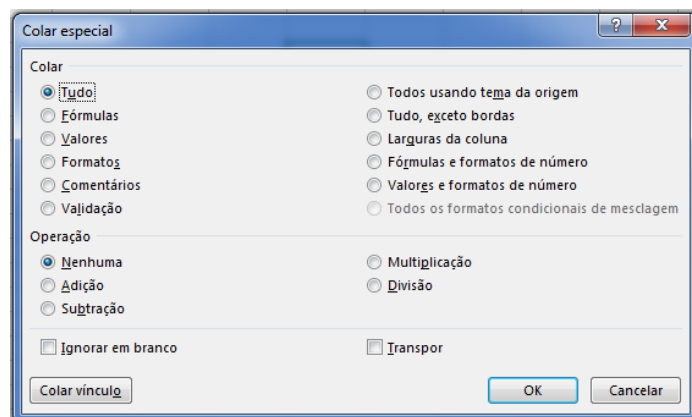 Colar especial
Colar
Tudo
Fórmulas
Valores
Formatos
Comentários
Validação
Todos usando tema da origem
Tudo, exceto bordas
Larguras da coluna
Fórmulas e formatos de número
Valores e formatos de número
Todos os formatos condicionais de mesclagem
Operação
Nenhuma
Adição
Subtração
Multiplicação
Divisão
Ignorar em branco
Transpor
Colar vínculo
OK
Cancelar